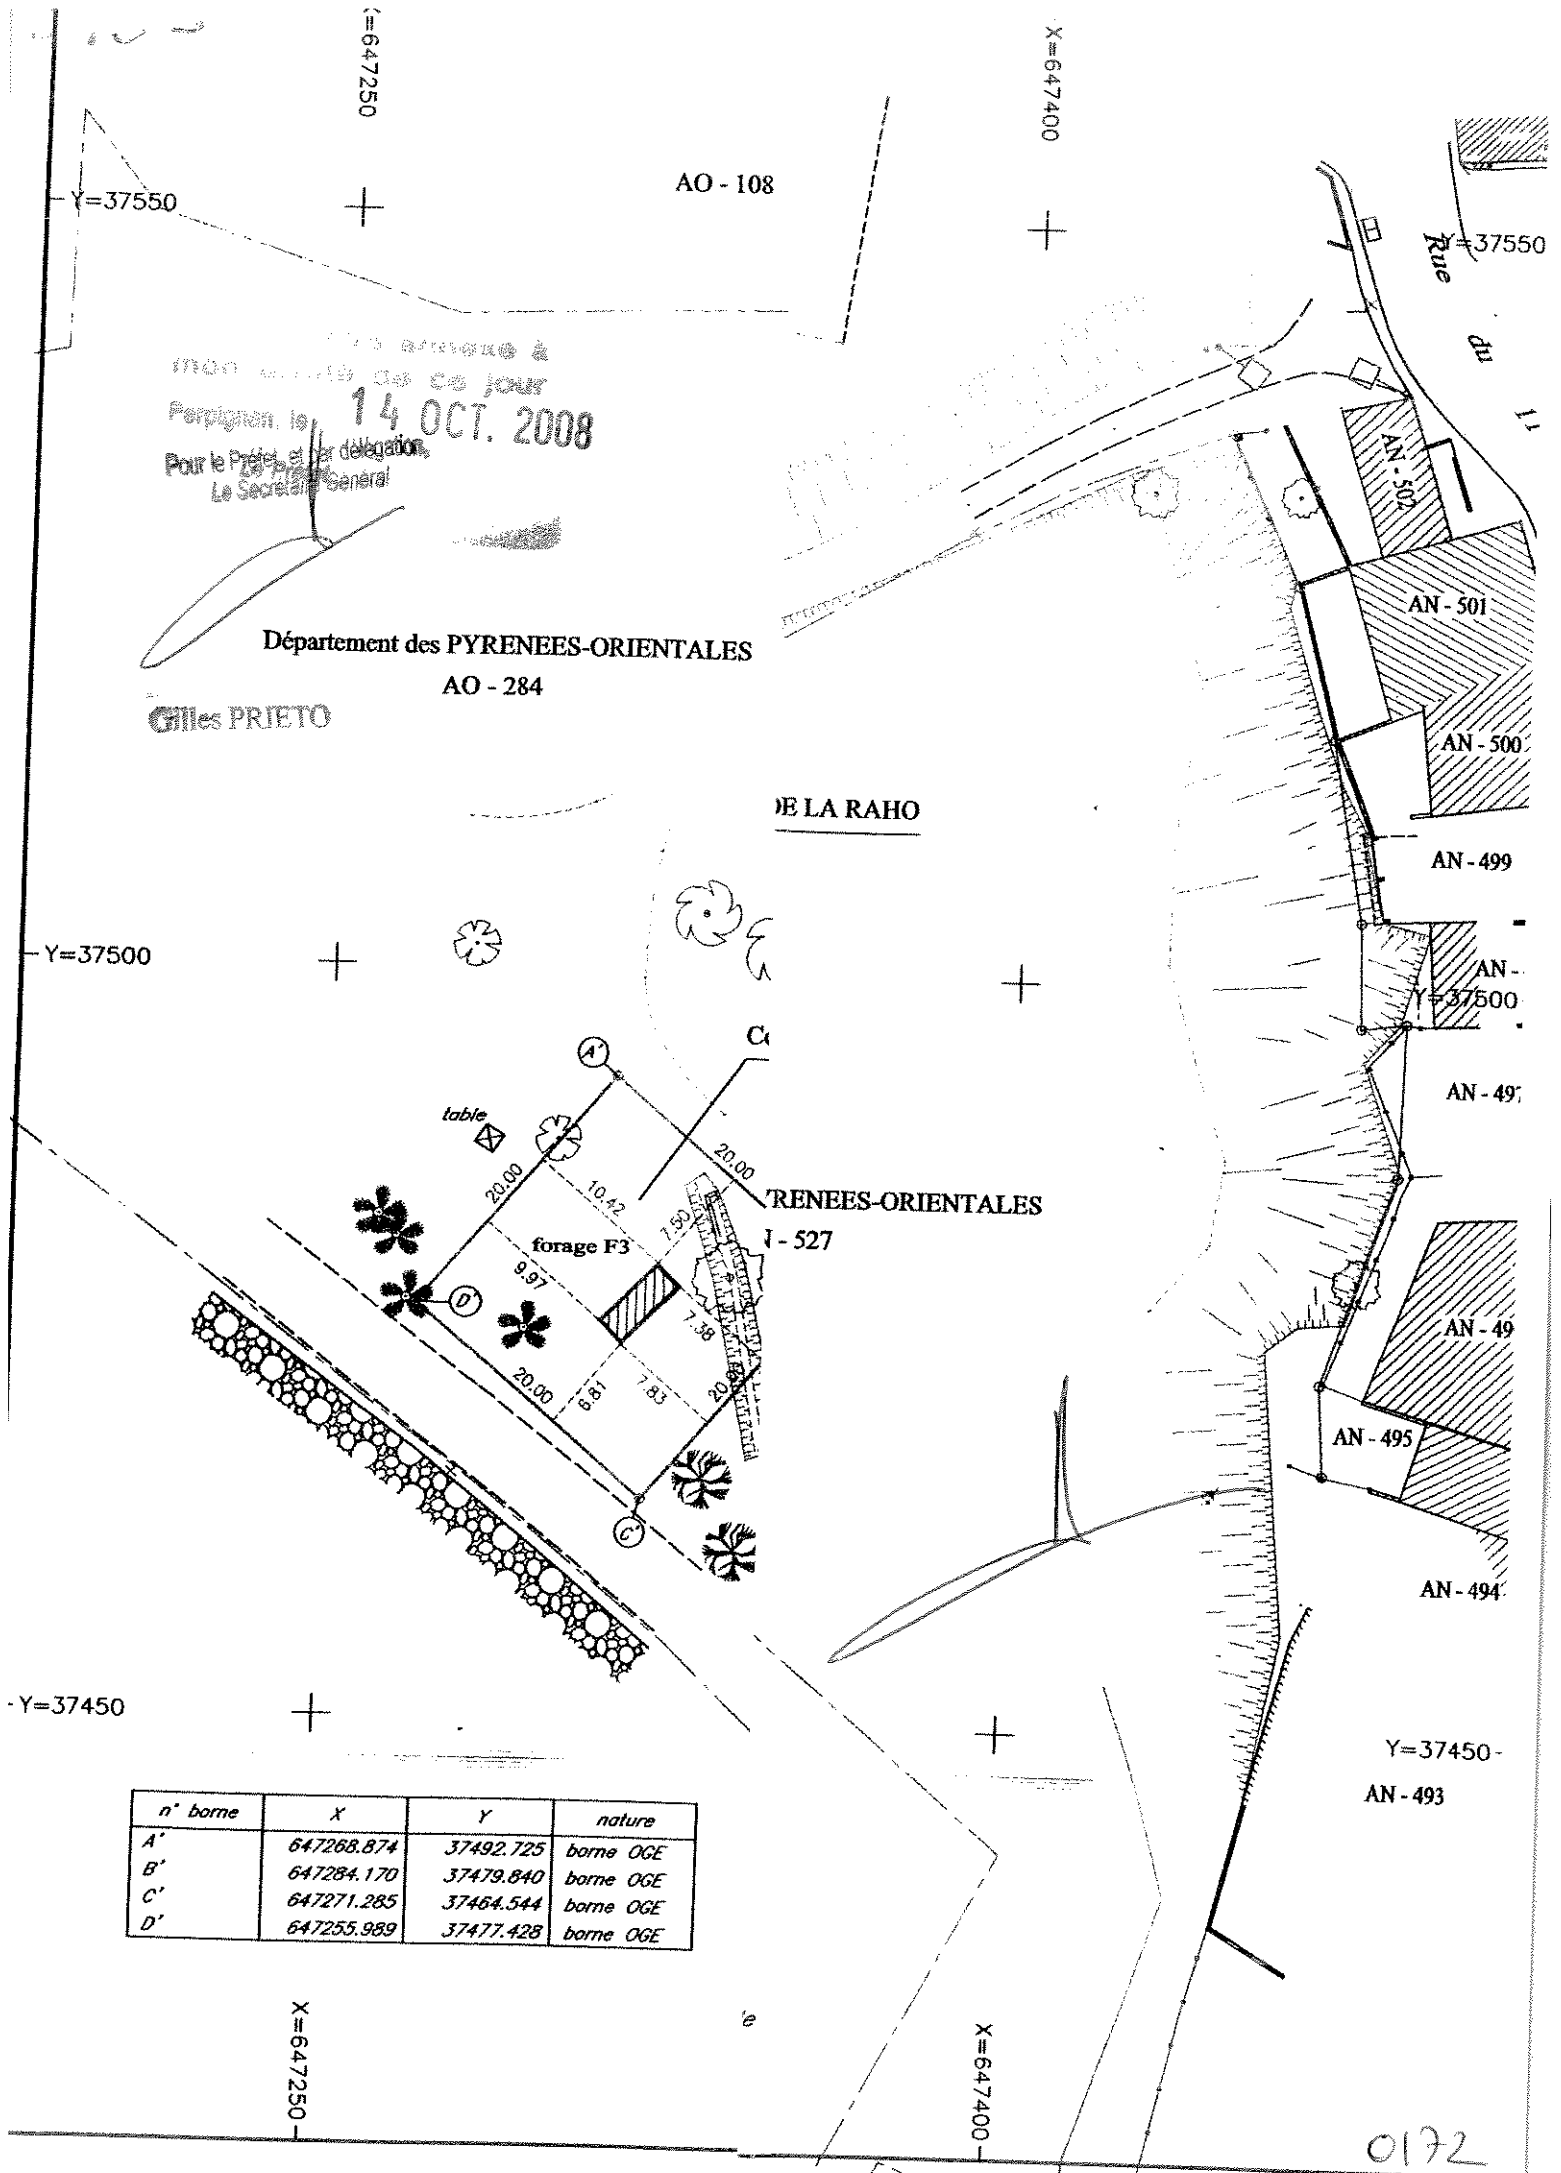 X=647250
X=647400
AO - 108
Y=37550
Y=37550
Rue
du
11
annexe à
mon de ce jour
Perpignan, le 14 OCT. 2008
Pour le Préfet, et par délégation,
Le Secrétaire Général
AN - 502
AN - 501
Département des PYRENEES-ORIENTALES
AO - 284
Gilles PRIETO
AN - 500
DE LA RAHO
AN - 499
Y=37500
AN -
Y=37500
A'
table
AN - 497
20.00
10.42
20.00
7.50
RENEES-ORIENTALES
- 527
forage F3
9.97
D'
7.38
AN - 49
20.00
6.81
7.83
20.
AN - 495
C'
AN - 494
Y=37450
Y=37450
AN - 493
n° borne X Y nature
A' 647268.874 37492.725 borne OGE
B' 647284.170 37479.840 borne OGE
C' 647271.285 37464.544 borne OGE
D' 647255.989 37477.428 borne OGE
X=647250
X=647400
0172